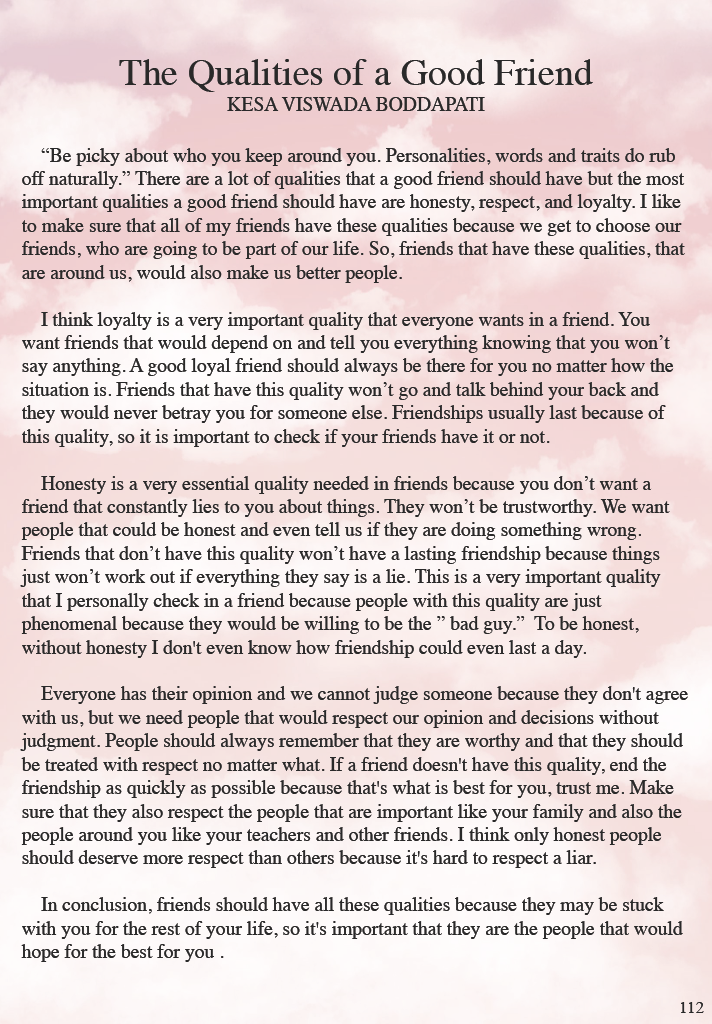 The Qualities of a Good Friend
KESA VISWADA BODDAPATI
“Be picky about who you keep around you. Personalities, words and traits do rub
off naturally.” There are a lot of qualities that a good friend should have but the most
important qualities a good friend should have are honesty, respect, and loyalty. I like
to make sure that all of my friends have these qualities because we get to choose our
friends, who are going to be part of our life. So, friends that have these qualities, that
are around us, would also make us better people.
I think loyalty is a very important quality that everyone wants in a friend. You
want friends that would depend on and tell you everything knowing that you won’t
say anything. A good loyal friend should always be there for you no matter how the
situation is. Friends that have this quality won’t go and talk behind your back and
they would never betray you for someone else. Friendships usually last because of
this quality, so it is important to check if your friends have it or not.
Honesty is a very essential quality needed in friends because you don’t want a
friend that constantly lies to you about things. They won’t be trustworthy. We want
people that could be honest and even tell us if they are doing something wrong.
Friends that don’t have this quality won’t have a lasting friendship because things
just won’t work out if everything they say is a lie. This is a very important quality
that I personally check in a friend because people with this quality are just
phenomenal because they would be willing to be the ” bad guy.”  To be honest,
without honesty I don't even know how friendship could even last a day.
Everyone has their opinion and we cannot judge someone because they don't agree
with us, but we need people that would respect our opinion and decisions without
judgment. People should always remember that they are worthy and that they should
be treated with respect no matter what. If a friend doesn't have this quality, end the
friendship as quickly as possible because that's what is best for you, trust me. Make
sure that they also respect the people that are important like your family and also the
people around you like your teachers and other friends. I think only honest people
should deserve more respect than others because it's hard to respect a liar.
In conclusion, friends should have all these qualities because they may be stuck
with you for the rest of your life, so it's important that they are the people that would
hope for the best for you .
112